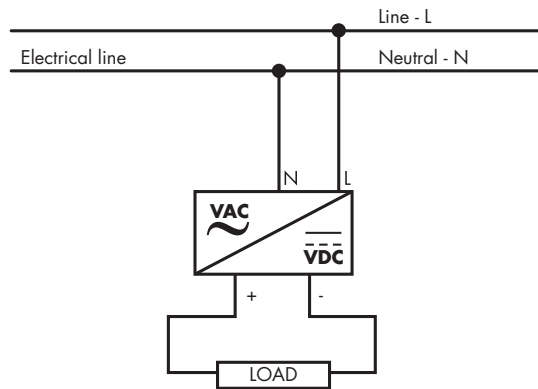 Line - L
Electrical line
Neutral - N
N
L
VAC
VDC
+
-
LOAD